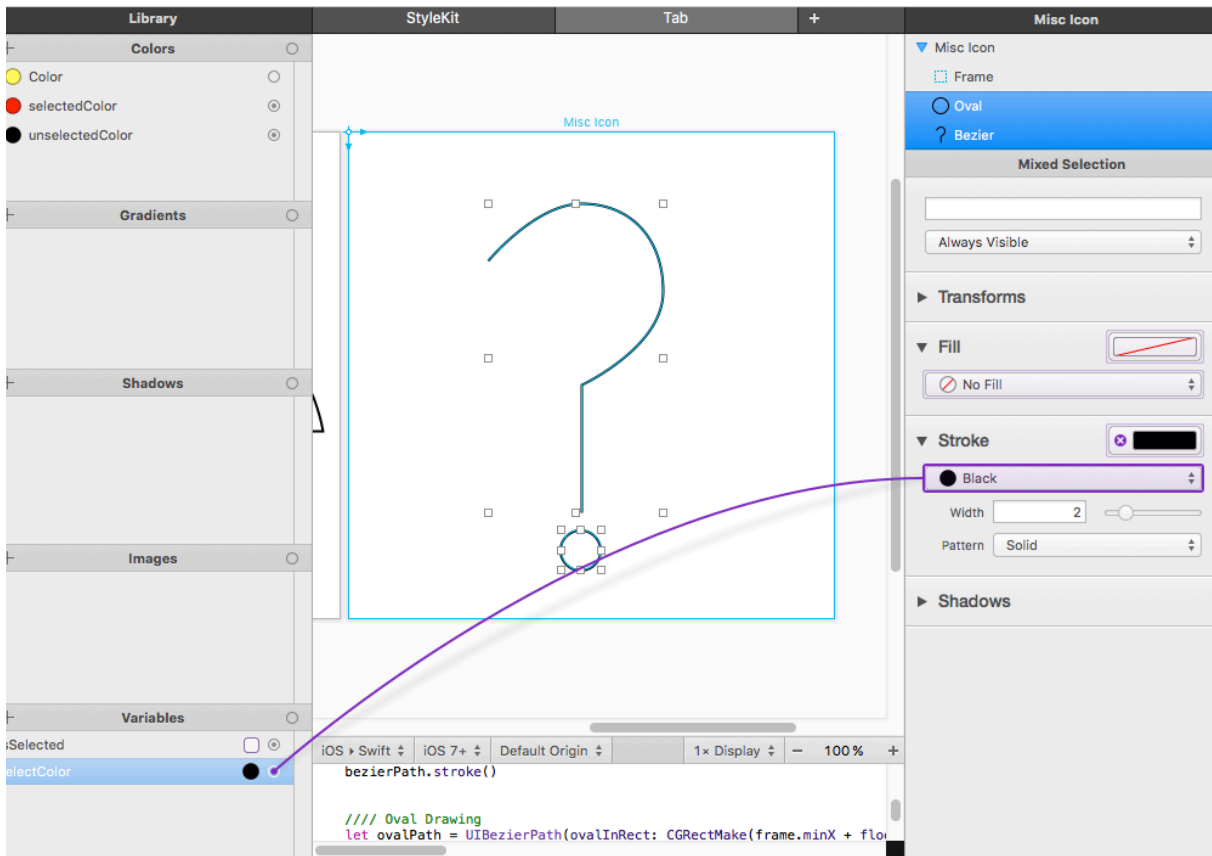 Library
StyleKit
Tab
+
Misc Icon
Colors
Color
selectedColor
unselectedColor
Gradients
Shadows
Images
Variables
sSelected
electColor
Misc Icon
iOS ▸ Swift
iOS 7+
Default Origin
1× Display
− 100% +
bezierPath.stroke()
//// Oval Drawing
let ovalPath = UIBezierPath(ovalInRect: CGRectMake(frame.minX + floo
Misc Icon
Frame
Oval
? Bezier
Mixed Selection
Always Visible
Transforms
Fill
No Fill
Stroke
Black
Width 2
Pattern Solid
Shadows